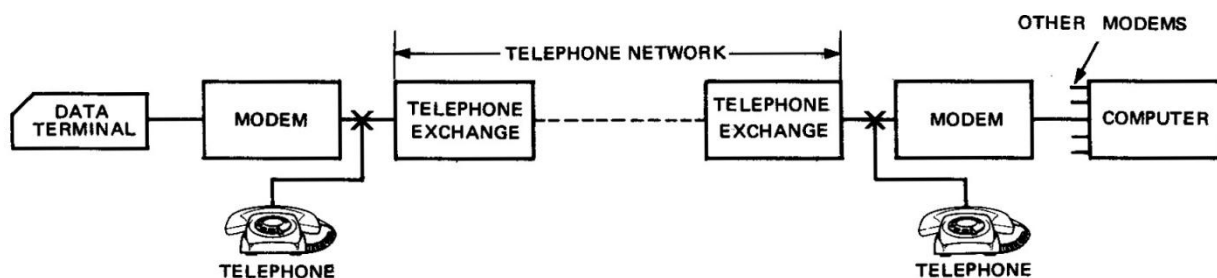 OTHER MODEMS
TELEPHONE NETWORK
DATA
TERMINAL
MODEM
TELEPHONE
EXCHANGE
TELEPHONE
EXCHANGE
MODEM
COMPUTER
TELEPHONE
TELEPHONE